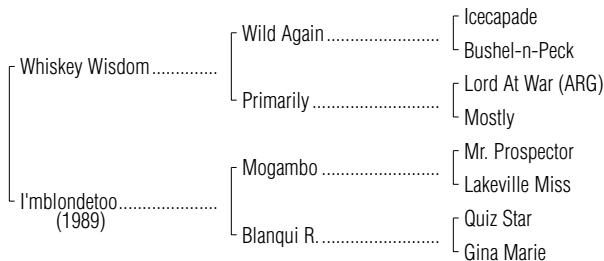 Icecapade
Wild Again
Bushel-n-Peck
Whiskey Wisdom
Lord At War (ARG)
Primarily
Mostly
Mr. Prospector
Mogambo
Lakeville Miss
I'mblondetoo
(1989)
Quiz Star
Blanqui R.
Gina Marie